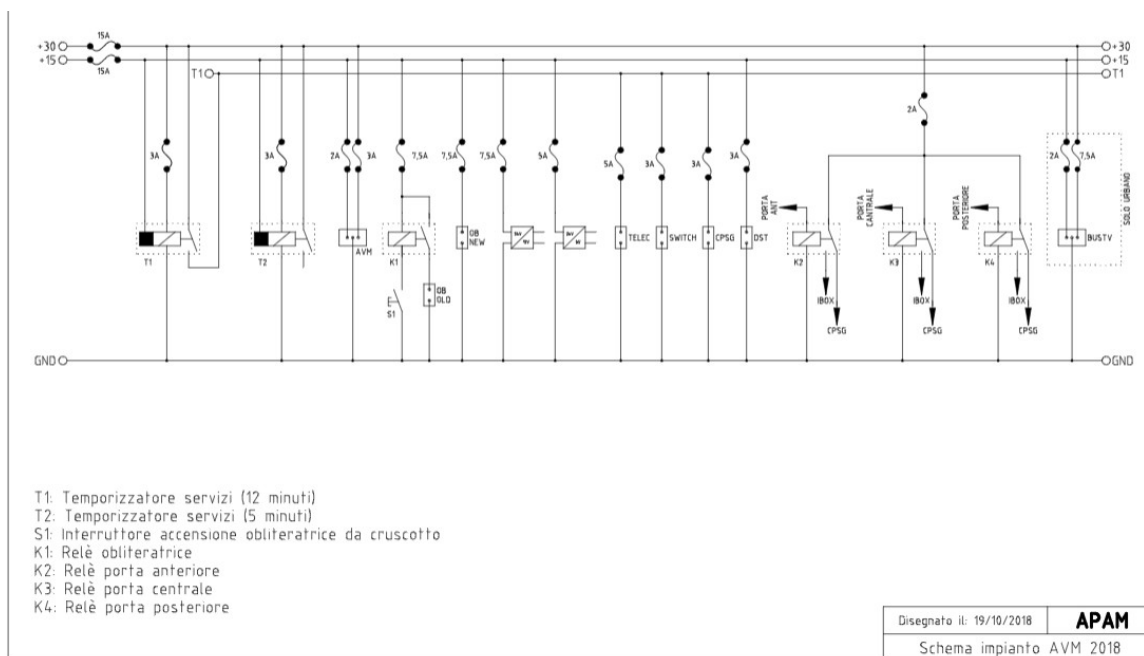 15A
+30
+30
+15
+15
15A
T1
T1
2A
3A
3A
2A
3A
7,5A
7,5A
7,5A
5A
5A
3A
3A
3A
2A
7,5A
SOLO URBANO
PORTA
ANT
PORTA
CANTRALE
PORTA
POSTERIORE
OB
NEW
TELEC
SWITCH
CPSG
DST
BUSTV
AVM
T1
T2
K1
K2
K3
K4
OB
OLD
S1
IBOX
IBOX
IBOX
CPSG
CPSG
CPSG
GND
GND
T1: Temporizzatore servizi (12 minuti)
T2: Temporizzatore servizi (5 minuti)
S1: Interruttore accensione obliteratrice da cruscotto
K1: Relè obliteratrice
K2: Relè porta anteriore
K3: Relè porta centrale
K4: Relè porta posteriore
Disegnato il: 19/10/2018
APAM
Schema impianto AVM 2018